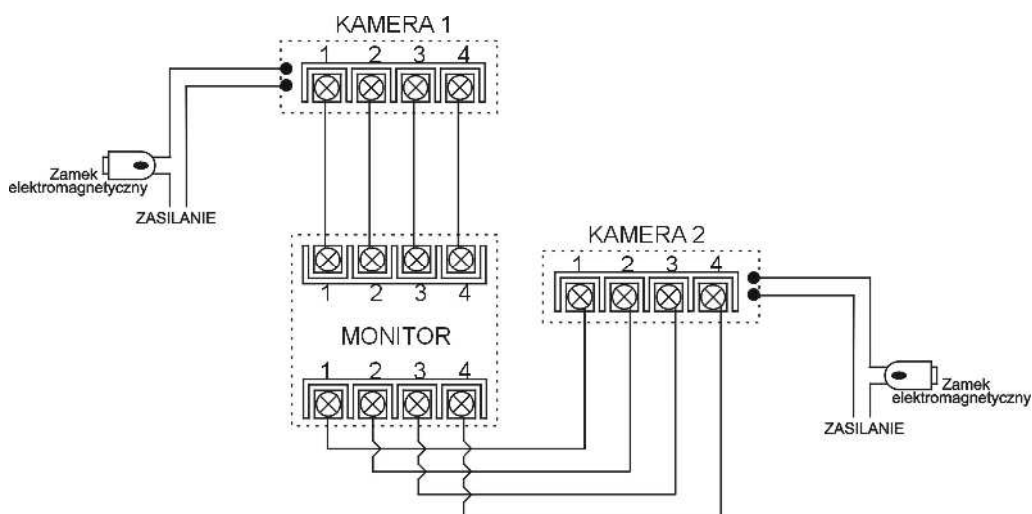 KAMERA 1
1 2 3 4
Zamek
elektromagnetyczny
ZASILANIE
1 2 3 4
MONITOR
1 2 3 4
KAMERA 2
1 2 3 4
Zamek
elektromagnetyczny
ZASILANIE